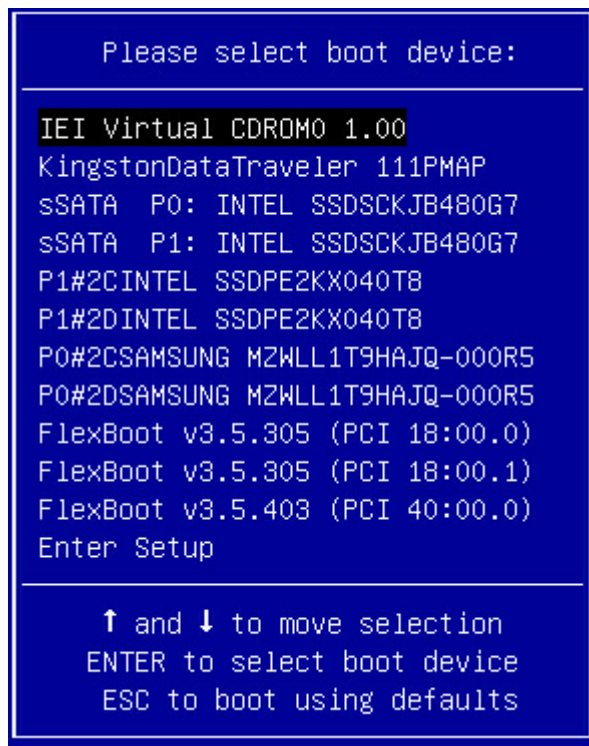 Please select boot device:
IEI Virtual CDROM0 1.00
KingstonDataTraveler 111PMAP
sSATA  P0: INTEL SSDSCKJB480G7
sSATA  P1: INTEL SSDSCKJB480G7
P1#2CINTEL SSDPE2KX040T8
P1#2DINTEL SSDPE2KX040T8
P0#2CSAMSUNG MZWLL1T9HAJQ-000R5
P0#2DSAMSUNG MZWLL1T9HAJQ-000R5
FlexBoot v3.5.305 (PCI 18:00.0)
FlexBoot v3.5.305 (PCI 18:00.1)
FlexBoot v3.5.403 (PCI 40:00.0)
Enter Setup
↑ and ↓ to move selection
ENTER to select boot device
ESC to boot using defaults